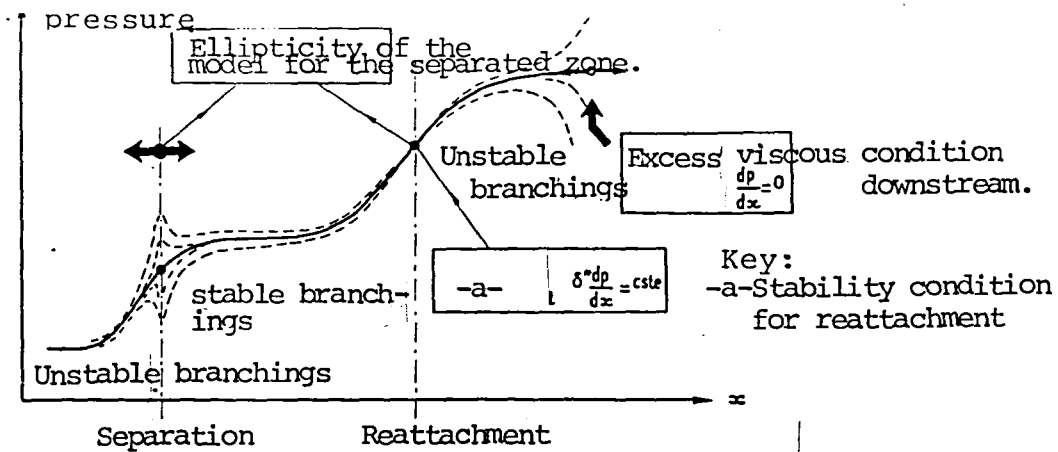 pressure
Ellipticity of the
model for the separated zone.
Unstable
branchings
Excess viscous condition
dp/dx=0
downstream.
-a- δ*dp/dx=cste
Key:
-a-Stability condition
for reattachment
stable branch-
ings
Unstable branchings
x
Separation
Reattachment